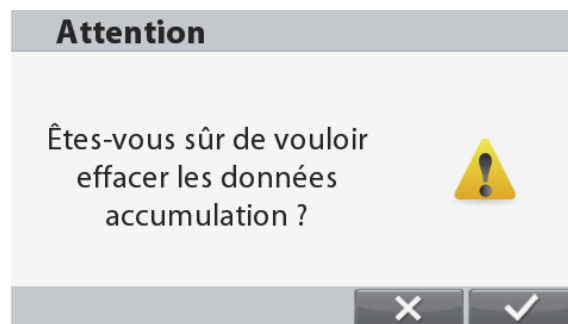 Attention
Êtes-vous sûr de vouloir
effacer les données
accumulation ?